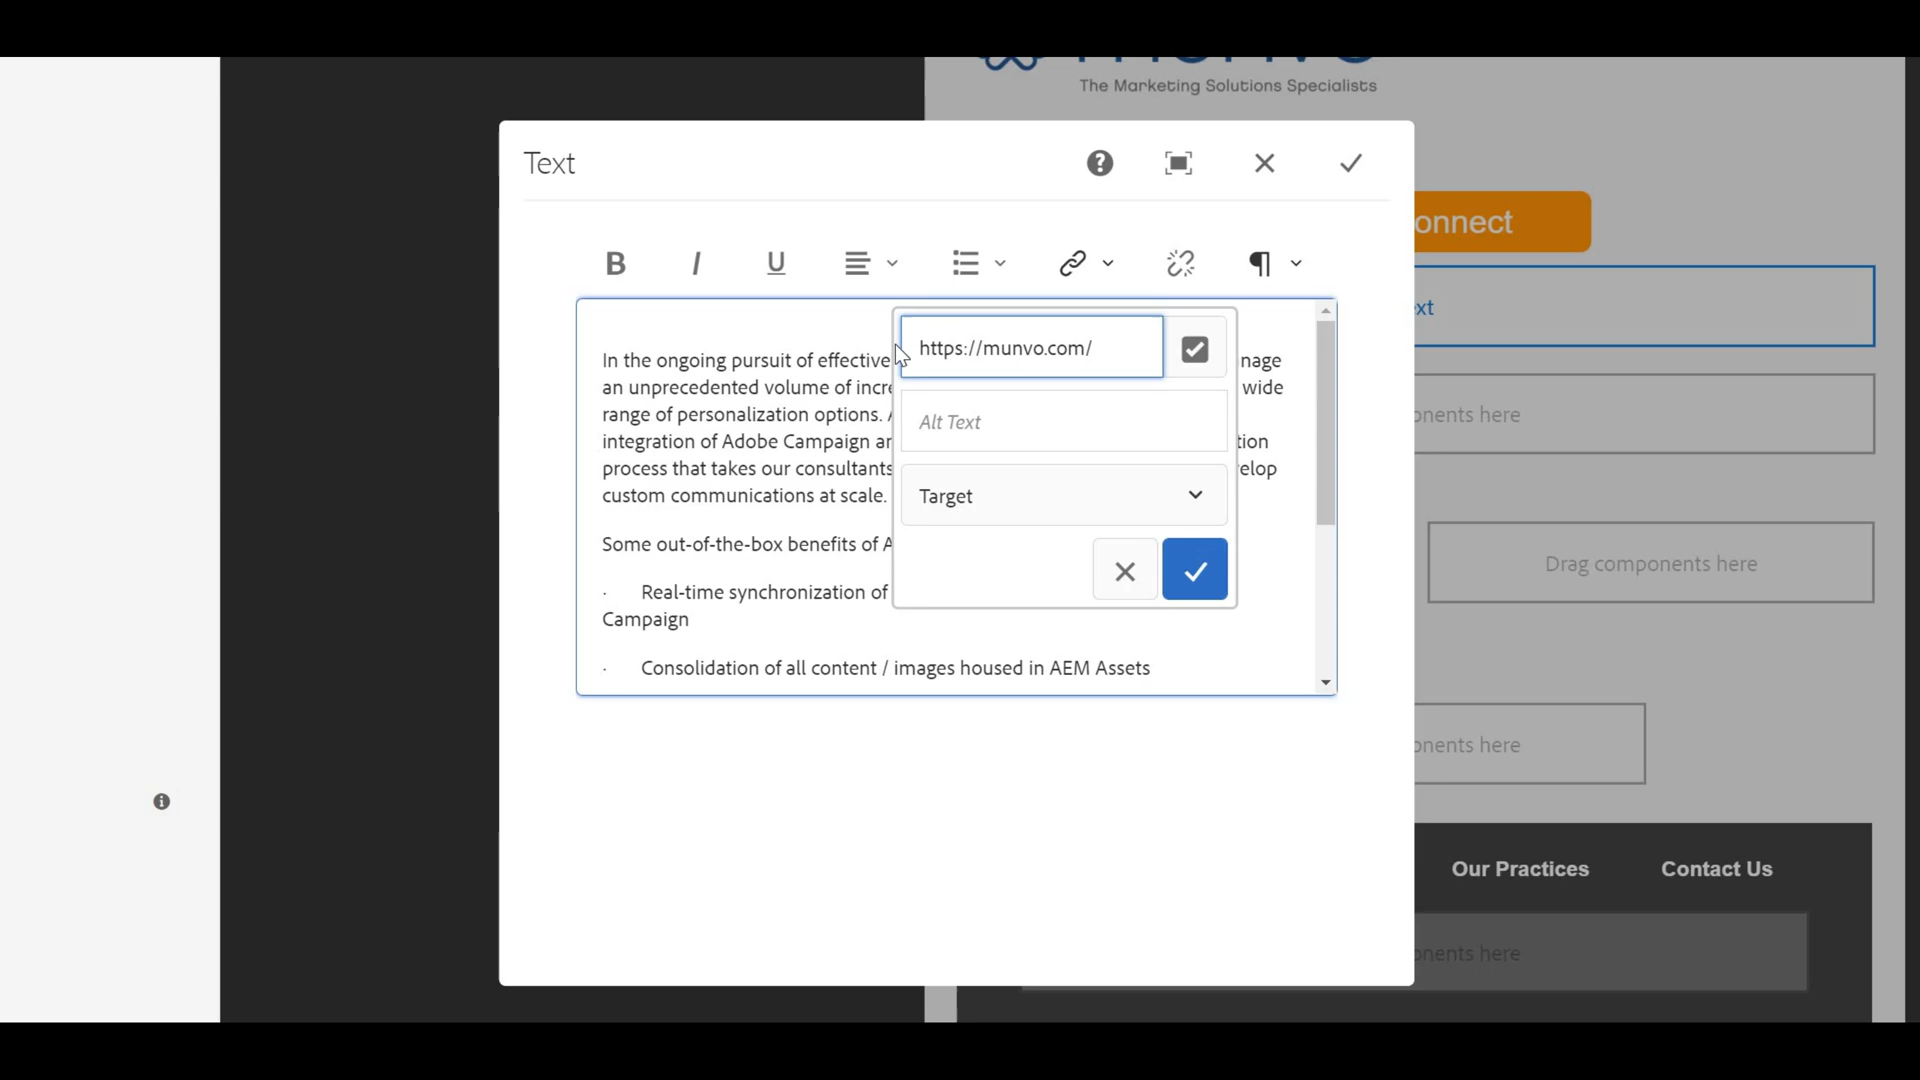 The Marketing Solutions Specialists
Text
B I U
onnect
xt
https://munvo.com/
Alt Text
Target
In the ongoing pursuit of effective nage
an unprecedented volume of incre wide
range of personalization options. A
integration of Adobe Campaign an tion
process that takes our consultants elop
custom communications at scale.
Some out-of-the-box benefits of A
· Real-time synchronization of
Campaign
· Consolidation of all content / images housed in AEM Assets
onents here
Drag components here
onents here
Our Practices Contact Us
onents here